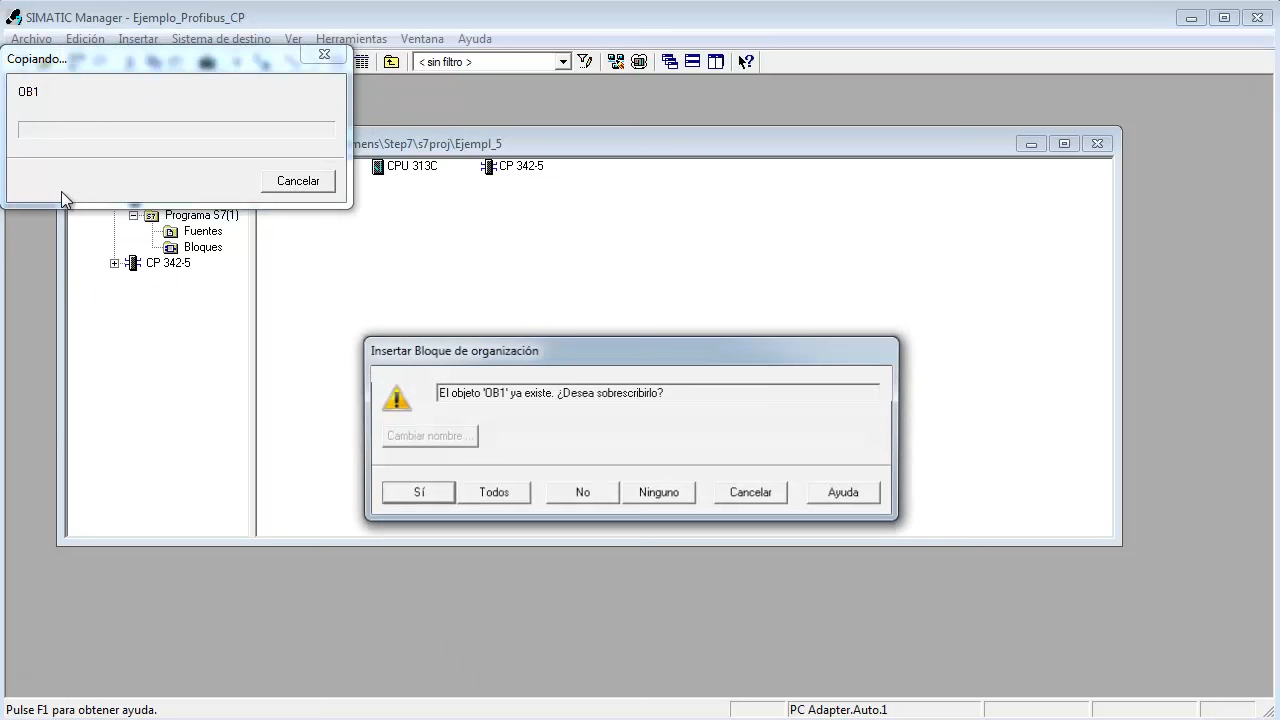 SIMATIC Manager - Ejemplo_Profibus_CP
Archivo Edición Insertar Sistema de destino Ver Herramientas Ventana Ayuda
Copiando...
< sin filtro >
OB1
Cancelar
mens\Step7\s7proj\Ejempl_5
CPU 313C CP 342-5
Programa S7(1)
Fuentes
Bloques
CP 342-5
Insertar Bloque de organización
El objeto 'OB1' ya existe. ¿Desea sobrescribirlo?
Cambiar nombre ...
Sí Todos No Ninguno Cancelar Ayuda
Pulse F1 para obtener ayuda.
PC Adapter.Auto.1